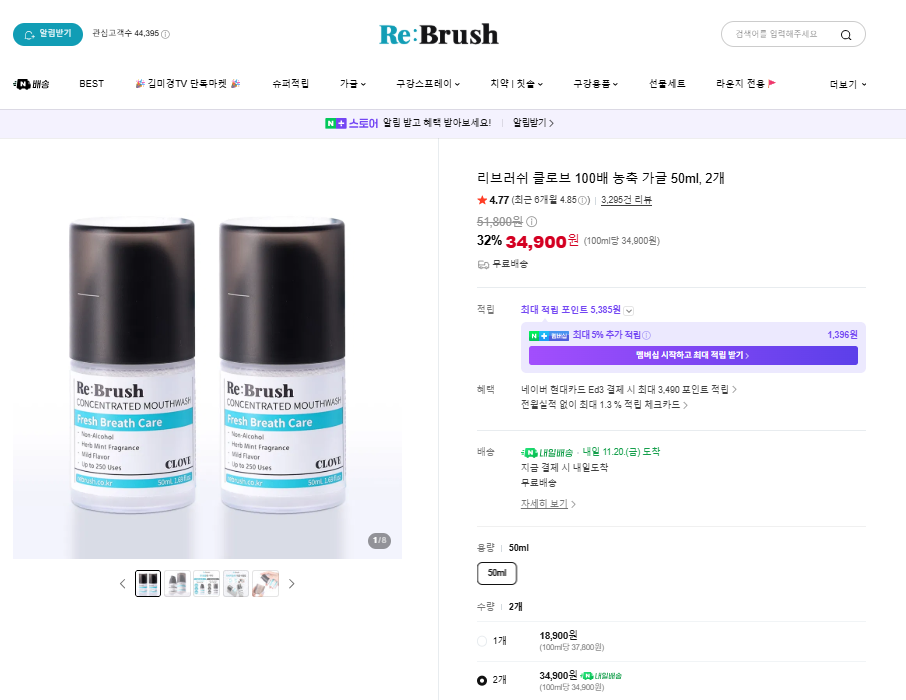 알림받기
관심고객수 44,395
Re:Brush
검색어를 입력해주세요
N배송
BEST
🎉 김미경TV 단독마켓 🎉
슈퍼적립
가글
구강스프레이
치약 | 칫솔
구강용품
선물세트
라운지 전용 🚩
더보기
N+ 스토어 알림 받고 혜택 받아보세요!
알림받기
Re:Brush
CONCENTRATED MOUTHWASH
Fresh Breath Care
Non-Alcohol
Herb Mint Fragrance
Mild Flavor
Up to 250 Uses
CLOVE
rebrush.co.kr
Re:Brush
CONCENTRATED MOUTHWASH
Fresh Breath Care
Non-Alcohol
Herb Mint Fragrance
Mild Flavor
Up to 250 Uses
CLOVE
rebrush.co.kr
1/8
리브러쉬 클로브 100배 농축 가글 50ml, 2개
★ 4.77 (최근 6개월 4.85) | 3,295건 리뷰
51,800원
32% 34,900원 (100ml당 34,900원)
무료배송
적립
최대 적립 포인트 5,385원
N+ 멤버십 최대 5% 추가 적립
1,396원
멤버십 시작하고 최대 적립 받기
혜택
네이버 현대카드 Ed3 결제 시 최대 3,490 포인트 적립
전월실적 없이 최대 1.3 % 적립 체크카드
배송
N내일배송 · 내일 11.20.(금) 도착
지금 결제 시 내일도착
무료배송
자세히 보기
용량 | 50ml
50ml
수량 | 2개
1개
18,900원
(100ml당 37,800원)
2개
34,900원 N내일배송
(100ml당 34,900원)